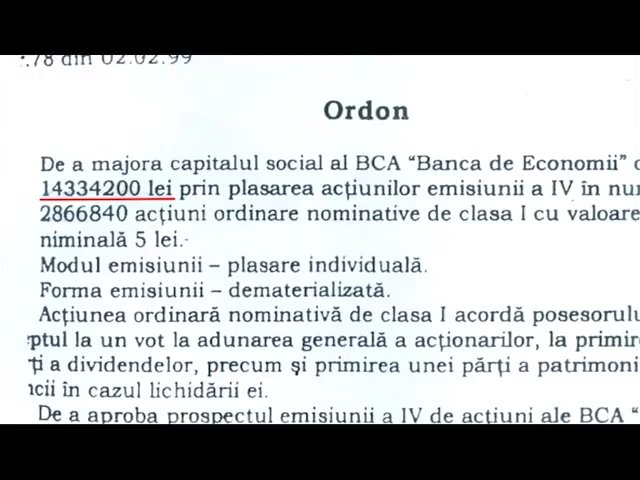 .78 din 02.02.99
Ordon
De a majora capitalul social al BCA “Banca de Economii”
14334200 lei prin plasarea acțiunilor emisiunii a IV în
2866840 acțiuni ordinare nominative de clasa I cu valoare
niminală 5 lei.
Modul emisiunii – plasare individuală.
Forma emisiunii – dematerializată.
Acțiunea ordinară nominativă de clasa I acordă posesorulu
eptul la un vot la adunarea generală a acționarilor, la primir
ți a dividendelor, precum și primirea unei părți a patrimoni
ncii în cazul lichidării ei.
De a aproba prospectul emisiunii a IV de acțiuni ale BCA “